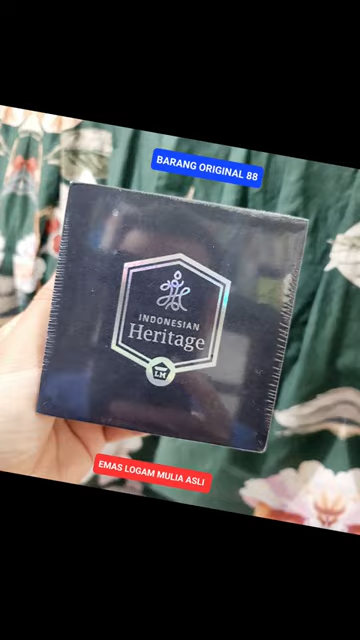 BARANG ORIGINAL 88
INDONESIAN
Heritage
LM
EMAS LOGAM MULIA ASLI